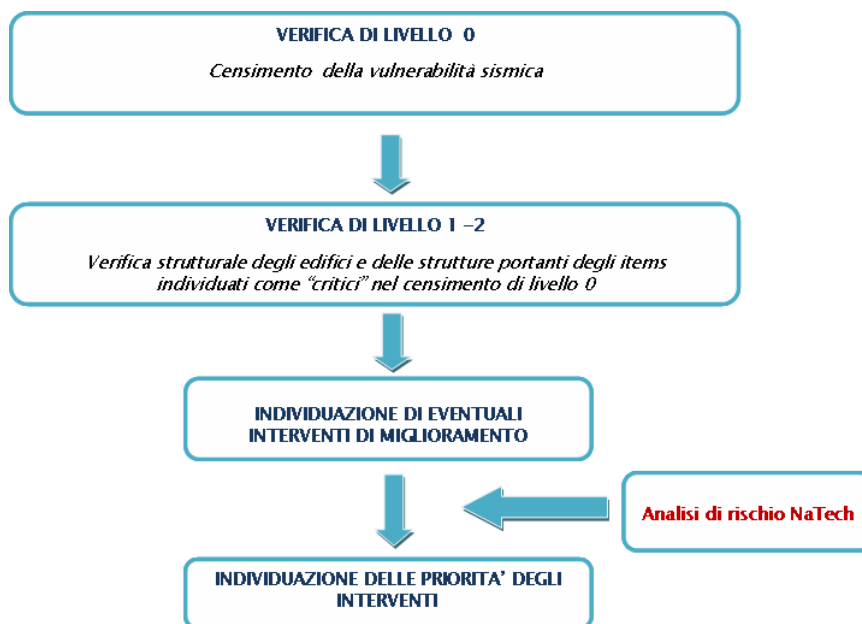 VERIFICA DI LIVELLO 0
Censimento della vulnerabilità sismica
VERIFICA DI LIVELLO 1 -2
Verifica strutturale degli edifici e delle strutture portanti degli items
individuati come “critici” nel censimento di livello 0
INDIVIDUAZIONE DI EVENTUALI
INTERVENTI DI MIGLIORAMENTO
Analisi di rischio NaTech
INDIVIDUAZIONE DELLE PRIORITA’ DEGLI
INTERVENTI